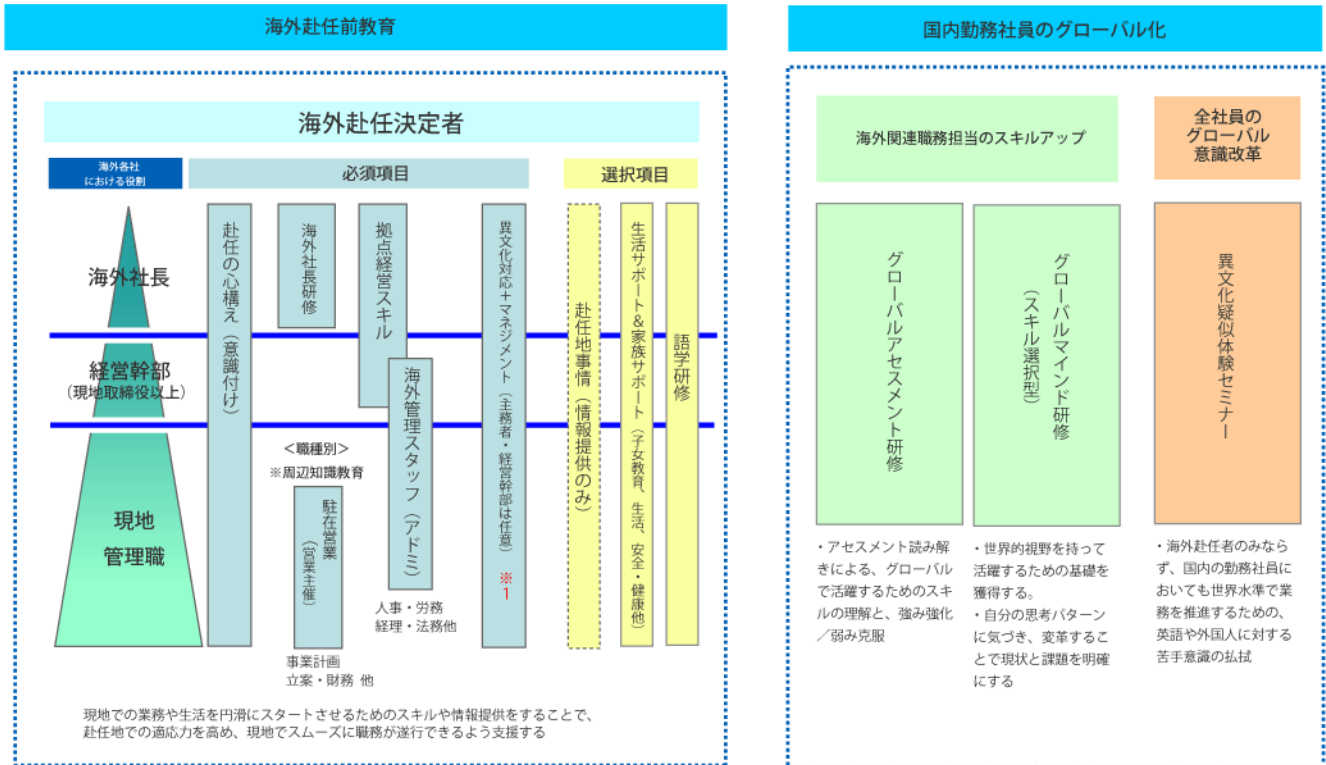 海外赴任前教育
海外赴任決定者
海外各社
における役割
必須項目
選択項目
海外社長
経営幹部
(現地取締役以上)
現地
管理職
赴任の心構え(意識付け)
海外社長研修
拠点経営スキル
<職種別>
※周辺知識教育
駐在営業
(営業主催)
事業計画
立案・財務 他
海外管理スタッフ(アドミ)
人事・労務
経理・法務他
異文化対応+マネジメント(主務者・経営幹部は任意)
※1
赴任地事情(情報提供のみ)
生活サポート&家族サポート(子女教育、生活、安全・健康他)
語学研修
現地での業務や生活を円滑にスタートさせるためのスキルや情報提供をすることで、
赴任地での適応力を高め、現地でスムーズに職務が遂行できるよう支援する
国内勤務社員のグローバル化
海外関連職務担当のスキルアップ
グローバルアセスメント研修
・アセスメント読み解
きによる、グローバル
で活躍するためのスキ
ルの理解と、強み強化
/弱み克服
グローバルマインド研修
(スキル選択型)
・世界的視野を持って
活躍するための基礎を
獲得する。
・自分の思考パターン
に気づき、変革するこ
とで現状と課題を明確
にする
全社員の
グローバル
意識改革
異文化疑似体験セミナー
・海外赴任者のみなら
ず、国内の勤務社員に
おいても世界水準で業
務を推進するための、
英語や外国人に対する
苦手意識の払拭